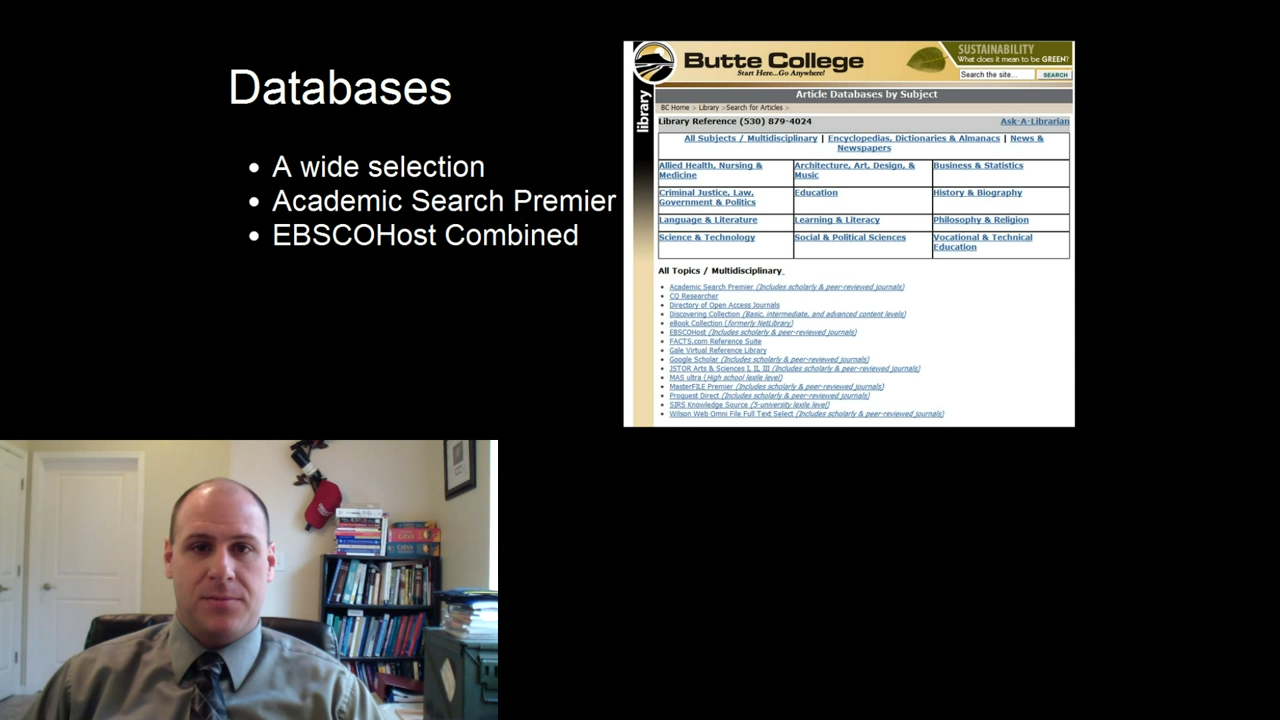 Databases
• A wide selection
• Academic Search Premier
• EBSCOHost Combined
Butte College
Start Here...Go Anywhere!
SUSTAINABILITY
What does it mean to be GREEN?
Search the site...
SEARCH
library
Article Databases by Subject
BC Home > Library >Search for Articles >
Library Reference (530) 879-4024
Ask-A-Librarian
All Subjects / Multidisciplinary | Encyclopedias, Dictionaries & Almanacs | News &
Newspapers
Allied Health, Nursing &
Medicine
Architecture, Art, Design, &
Music
Business & Statistics
Criminal Justice, Law,
Government & Politics
Education
History & Biography
Language & Literature
Learning & Literacy
Philosophy & Religion
Science & Technology
Social & Political Sciences
Vocational & Technical
Education
All Topics / Multidisciplinary
• Academic Search Premier (Includes scholarly & peer-reviewed journals)
• CQ Researcher
• Directory of Open Access Journals
• Discovering Collection (Basic, intermediate, and advanced content levels)
• eBook Collection (formerly NetLibrary)
• EBSCOHost (Includes scholarly & peer-reviewed journals)
• FACTS.com Reference Suite
• Gale Virtual Reference Library
• Google Scholar (Includes scholarly & peer-reviewed journals)
• JSTOR Arts & Sciences I, II, III (Includes scholarly & peer-reviewed journals)
• MAS ultra (High school lexile level)
• MasterFILE Premier (Includes scholarly & peer-reviewed journals)
• Proquest Direct (Includes scholarly & peer-reviewed journals)
• SIRS Knowledge Source (5-university lexile level)
• Wilson Web Omni File Full Text Select (Includes scholarly & peer-reviewed journals)